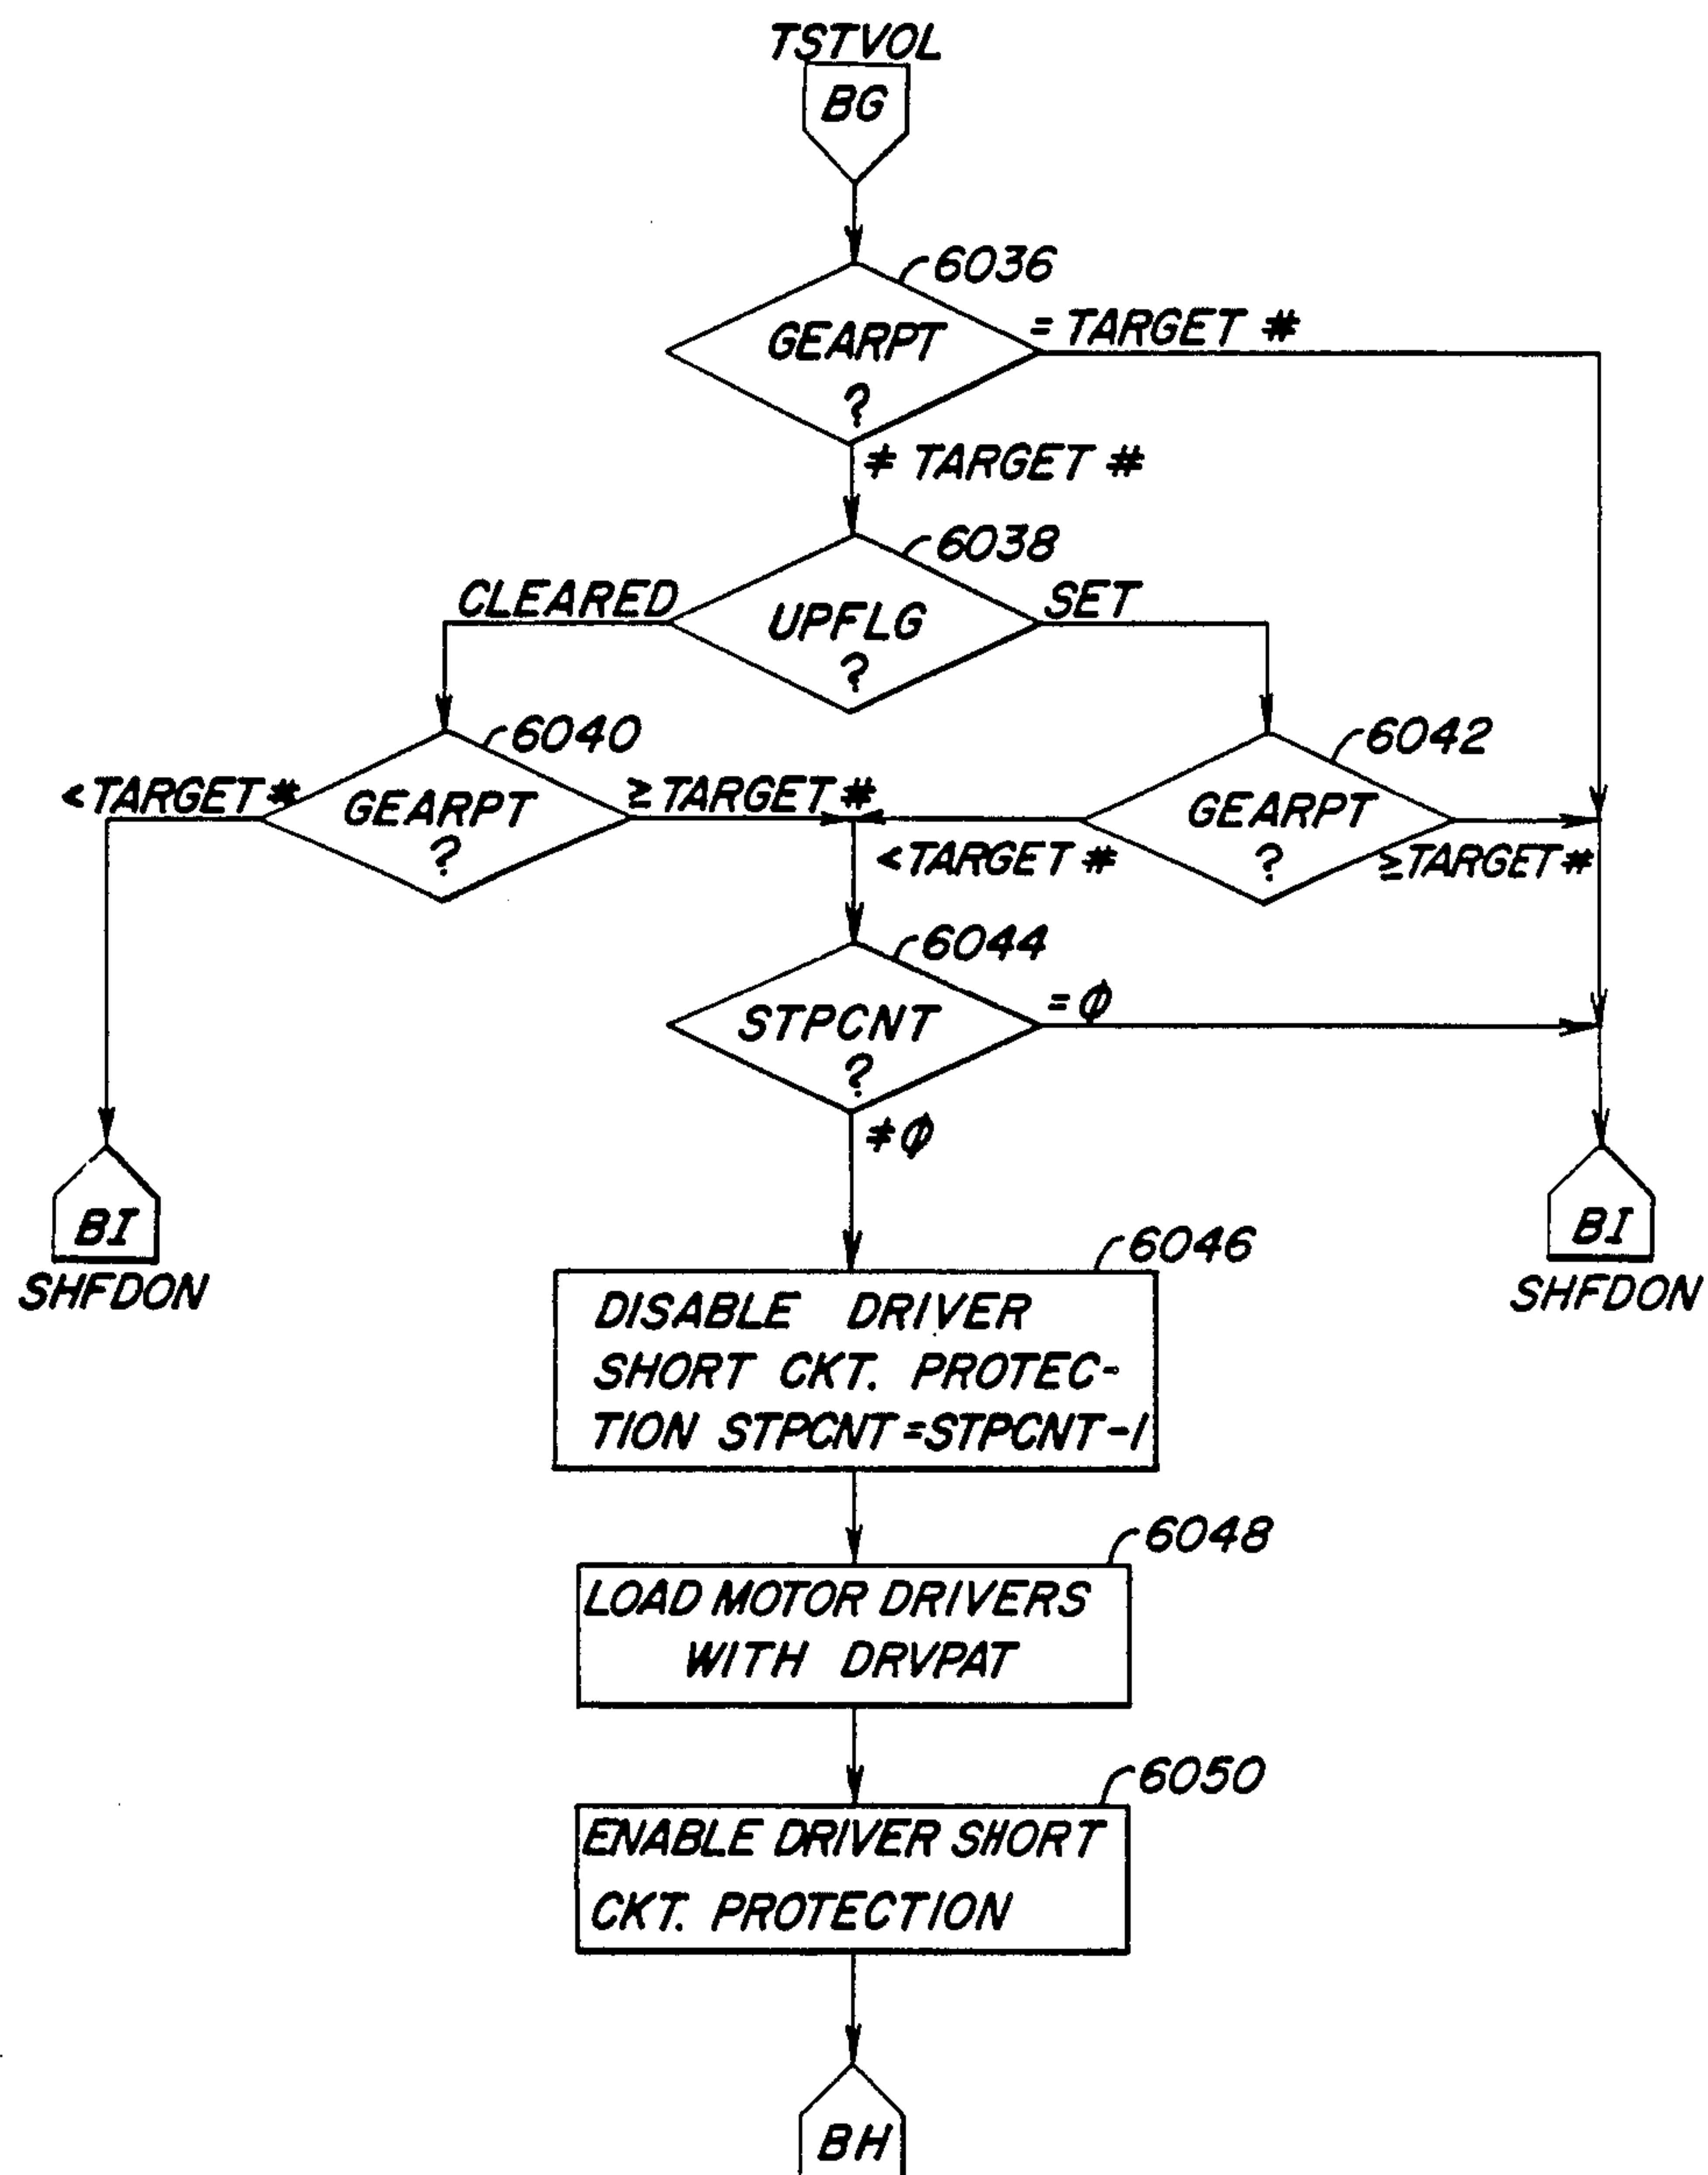 TSTVOL
BG
6036
GEARPT
?
= TARGET #
≠ TARGET #
6038
CLEARED
UPFLG
?
SET
6040
<TARGET #
GEARPT
?
≥ TARGET #
6042
GEARPT
?
<TARGET #
≥TARGET #
6044
STPCNT
?
=φ
≠φ
BI
SHFDON
BI
SHFDON
6046
DISABLE DRIVER
SHORT CKT. PROTEC-
TION STPCNT=STPCNT-1
6048
LOAD MOTOR DRIVERS
WITH DRVPAT
6050
ENABLE DRIVER SHORT
CKT. PROTECTION
BH